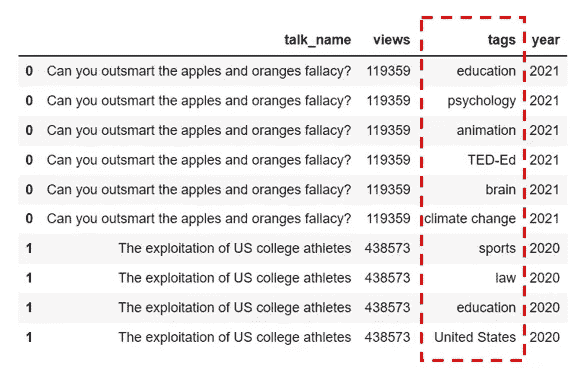 talk_name views tags year
0 Can you outsmart the apples and oranges fallacy? 119359 education 2021
0 Can you outsmart the apples and oranges fallacy? 119359 psychology 2021
0 Can you outsmart the apples and oranges fallacy? 119359 animation 2021
0 Can you outsmart the apples and oranges fallacy? 119359 TED-Ed 2021
0 Can you outsmart the apples and oranges fallacy? 119359 brain 2021
0 Can you outsmart the apples and oranges fallacy? 119359 climate change 2021
1 The exploitation of US college athletes 438573 sports 2020
1 The exploitation of US college athletes 438573 law 2020
1 The exploitation of US college athletes 438573 education 2020
1 The exploitation of US college athletes 438573 United States 2020